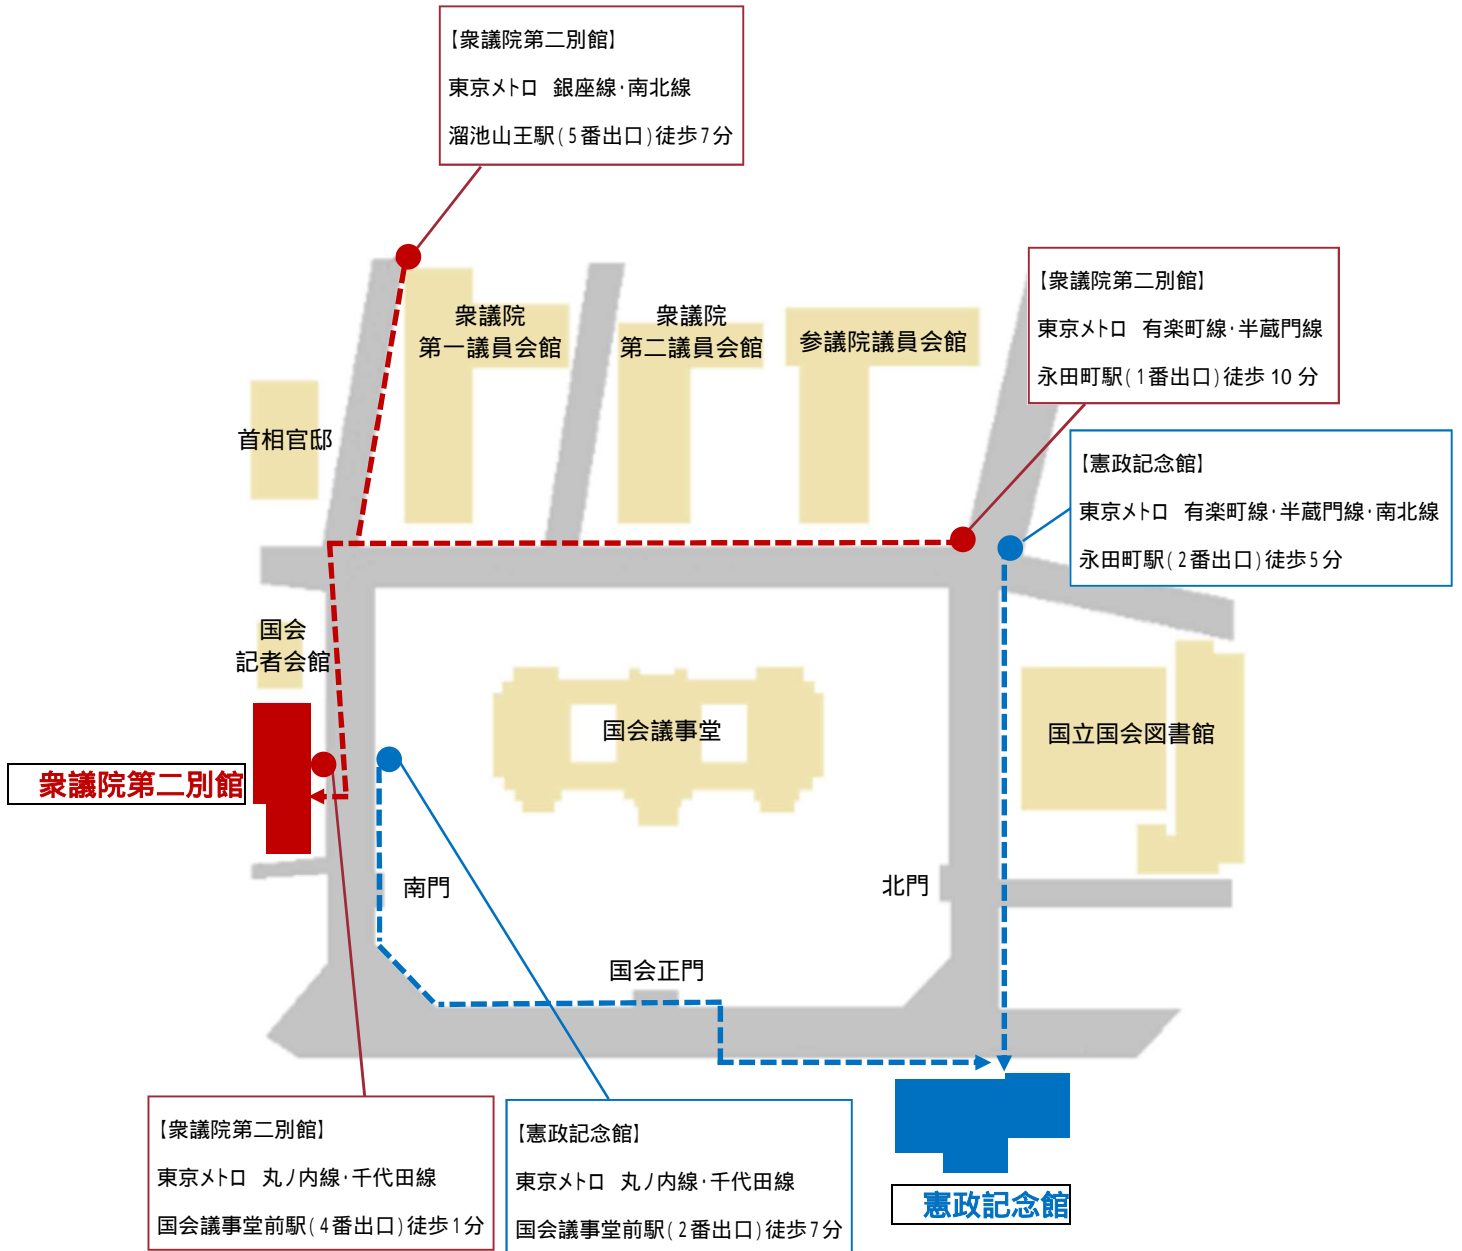 【衆議院第二別館】
東京メトロ 銀座線・南北線
溜池山王駅(5番出口)徒歩7分
【衆議院第二別館】
東京メトロ 有楽町線・半蔵門線
永田町駅(1番出口)徒歩 10 分
衆議院
第一議員会館
衆議院
第二議員会館
参議院議員会館
首相官邸
【憲政記念館】
東京メトロ 有楽町線・半蔵門線・南北線
永田町駅(2番出口)徒歩5分
国会
記者会館
国会議事堂
国立国会図書館
衆議院第二別館
南門
北門
国会正門
【衆議院第二別館】
東京メトロ 丸ノ内線・千代田線
国会議事堂前駅(4番出口)徒歩1分
【憲政記念館】
東京メトロ 丸ノ内線・千代田線
国会議事堂前駅(2番出口)徒歩7分
憲政記念館